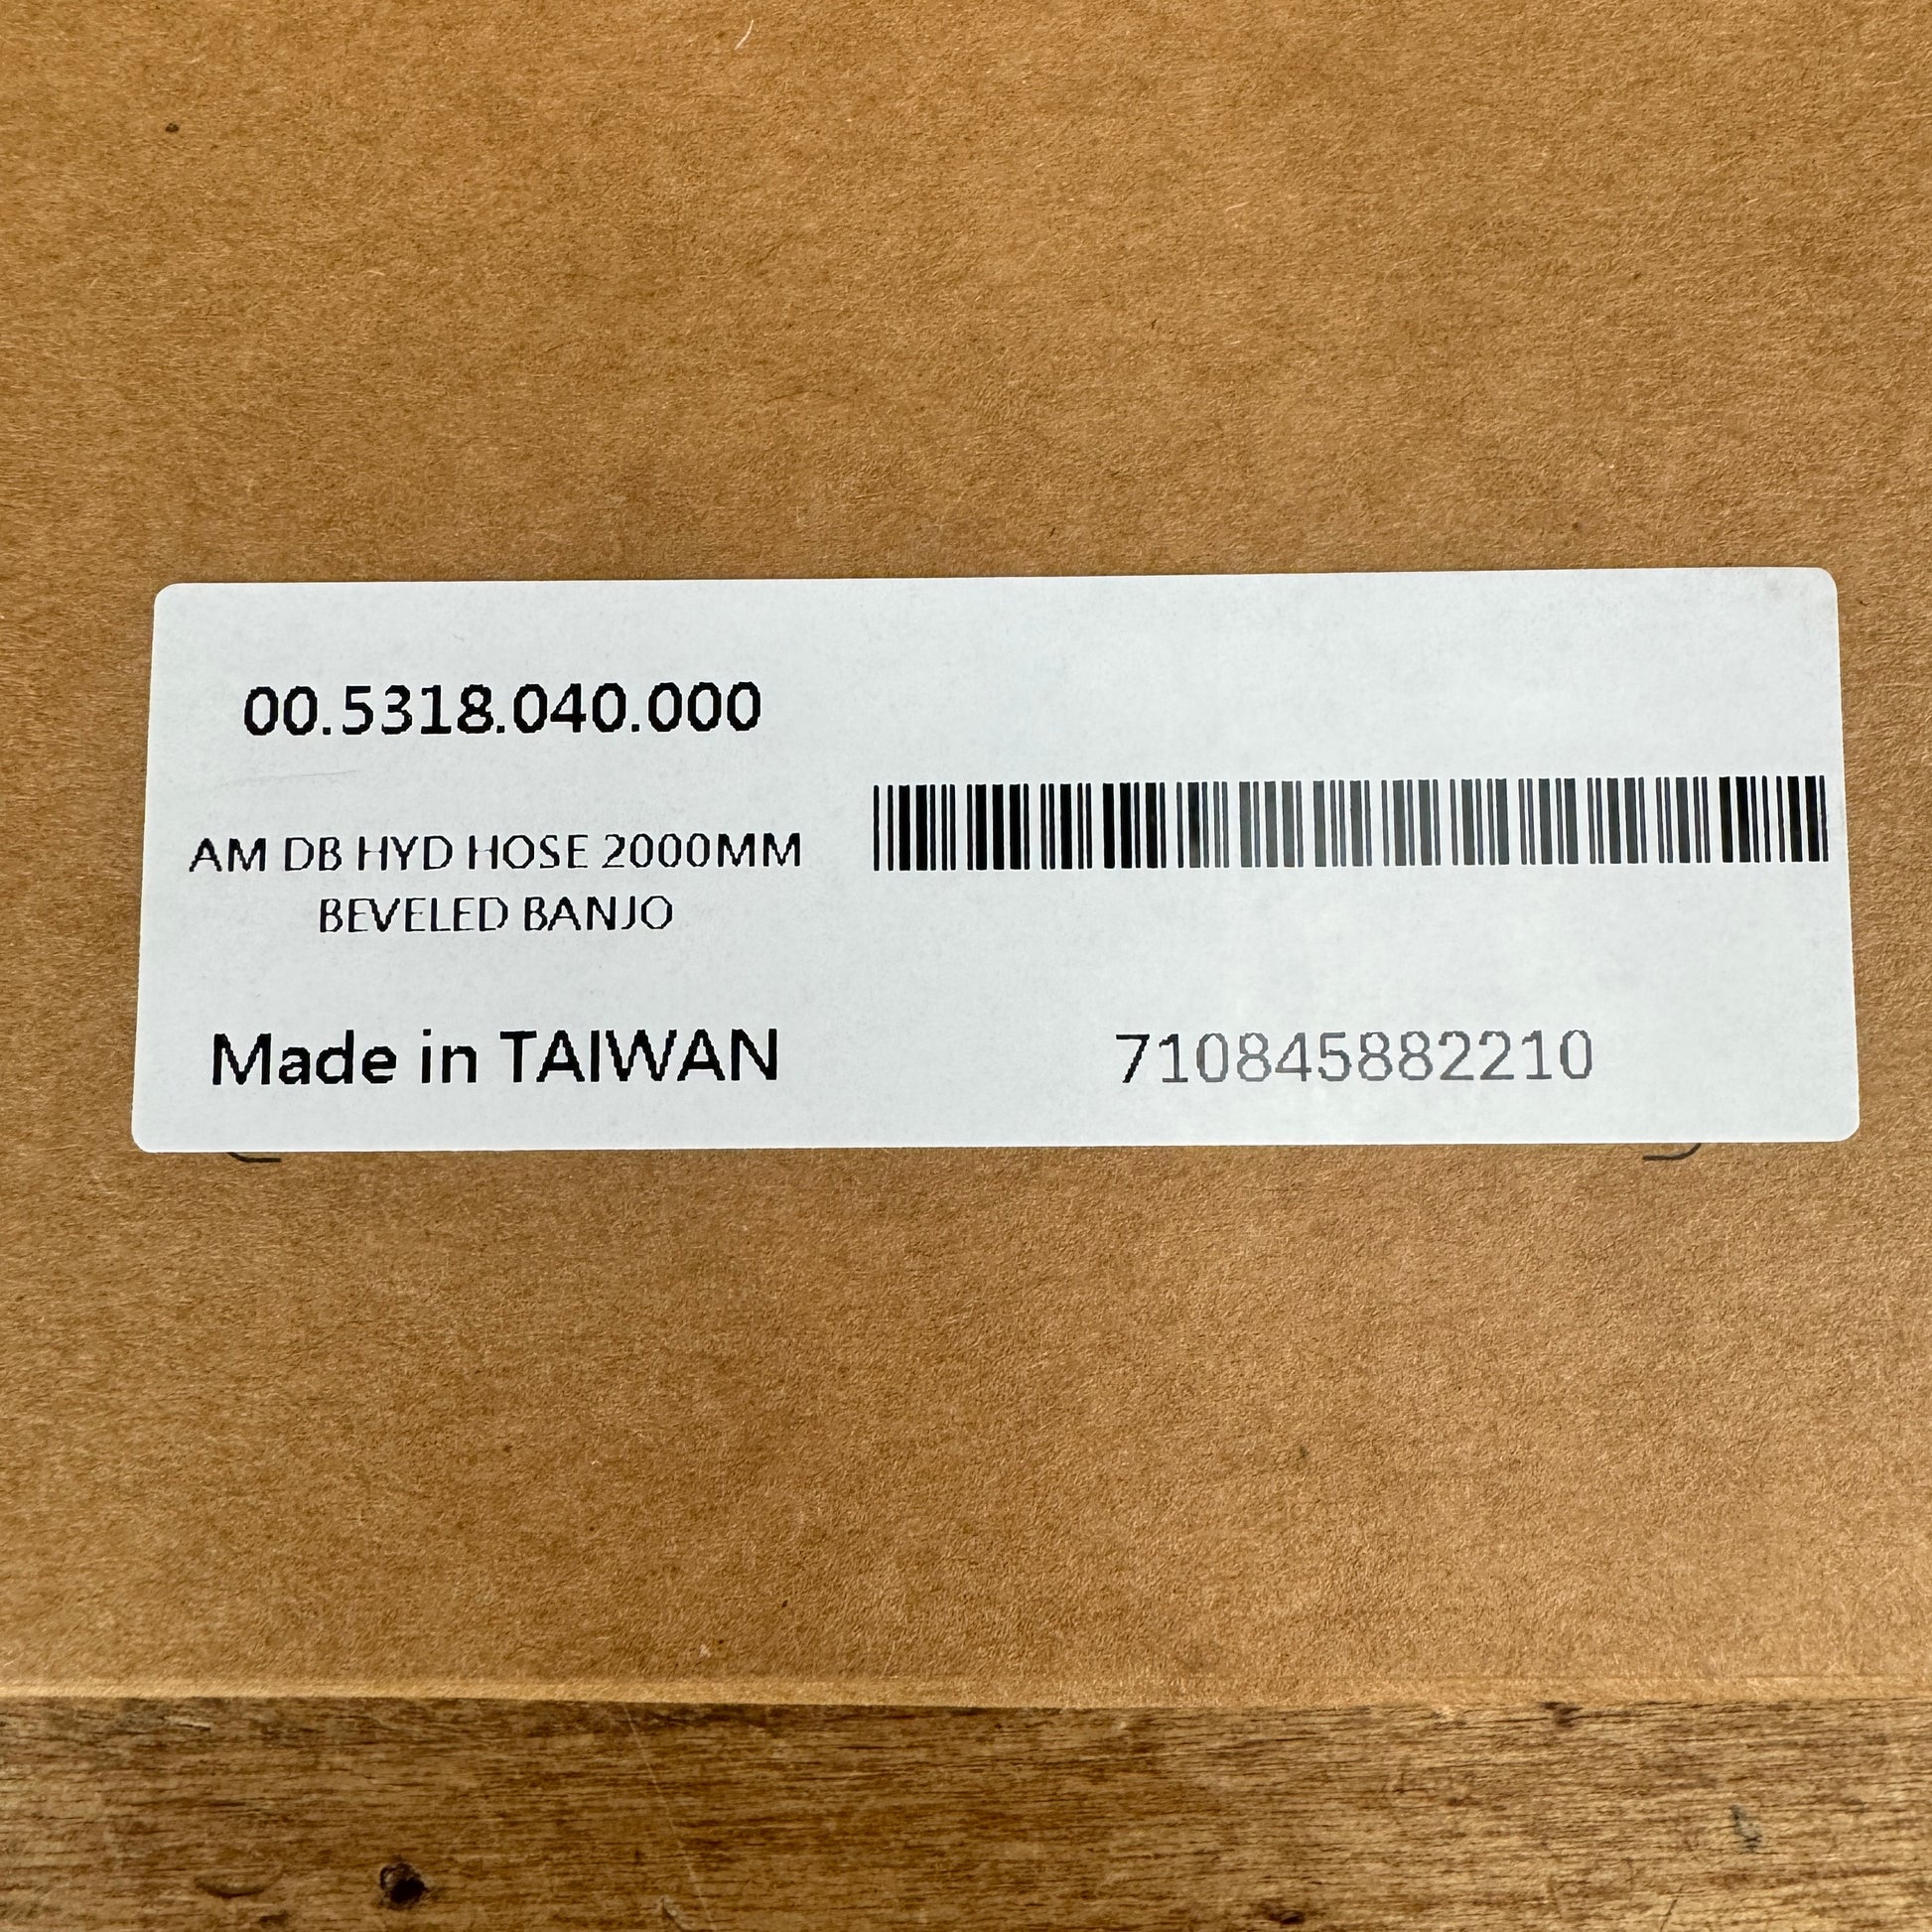 00.5318.040.000
AM DB HYD HOSE 2000MM
BEVELED BANJO
Made in TAIWAN
710845882210